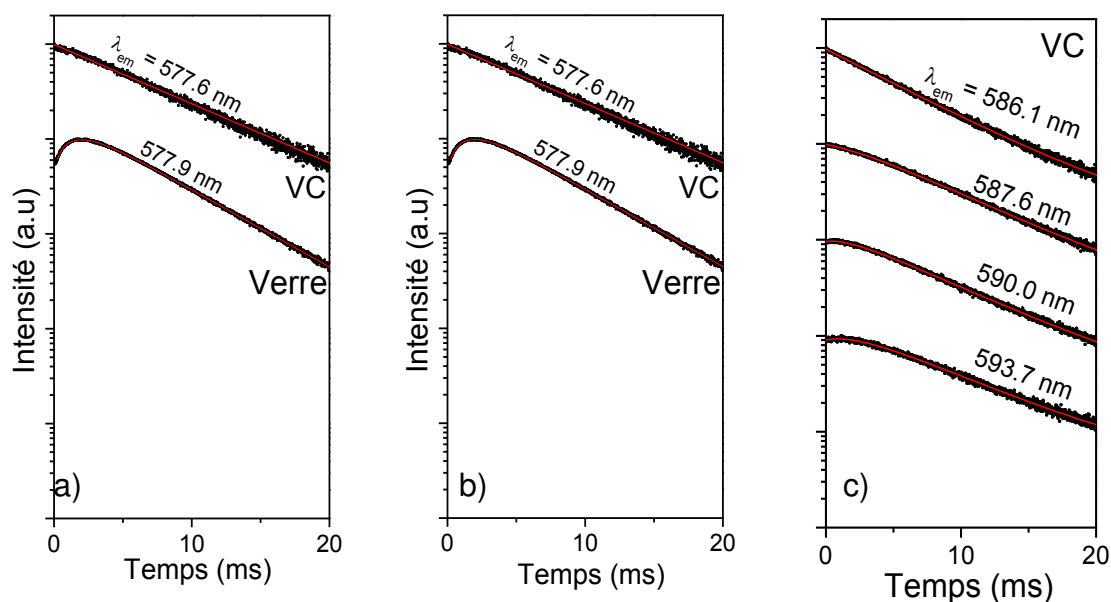 λem = 577.6 nm
577.9 nm
VC
Verre
a)
Intensité (a.u)
0 10 20
Temps (ms)
λem = 577.6 nm
577.9 nm
VC
Verre
b)
Intensité (a.u)
0 10 20
Temps (ms)
VC
λem = 586.1 nm
587.6 nm
590.0 nm
593.7 nm
c)
0 10 20
Temps (ms)